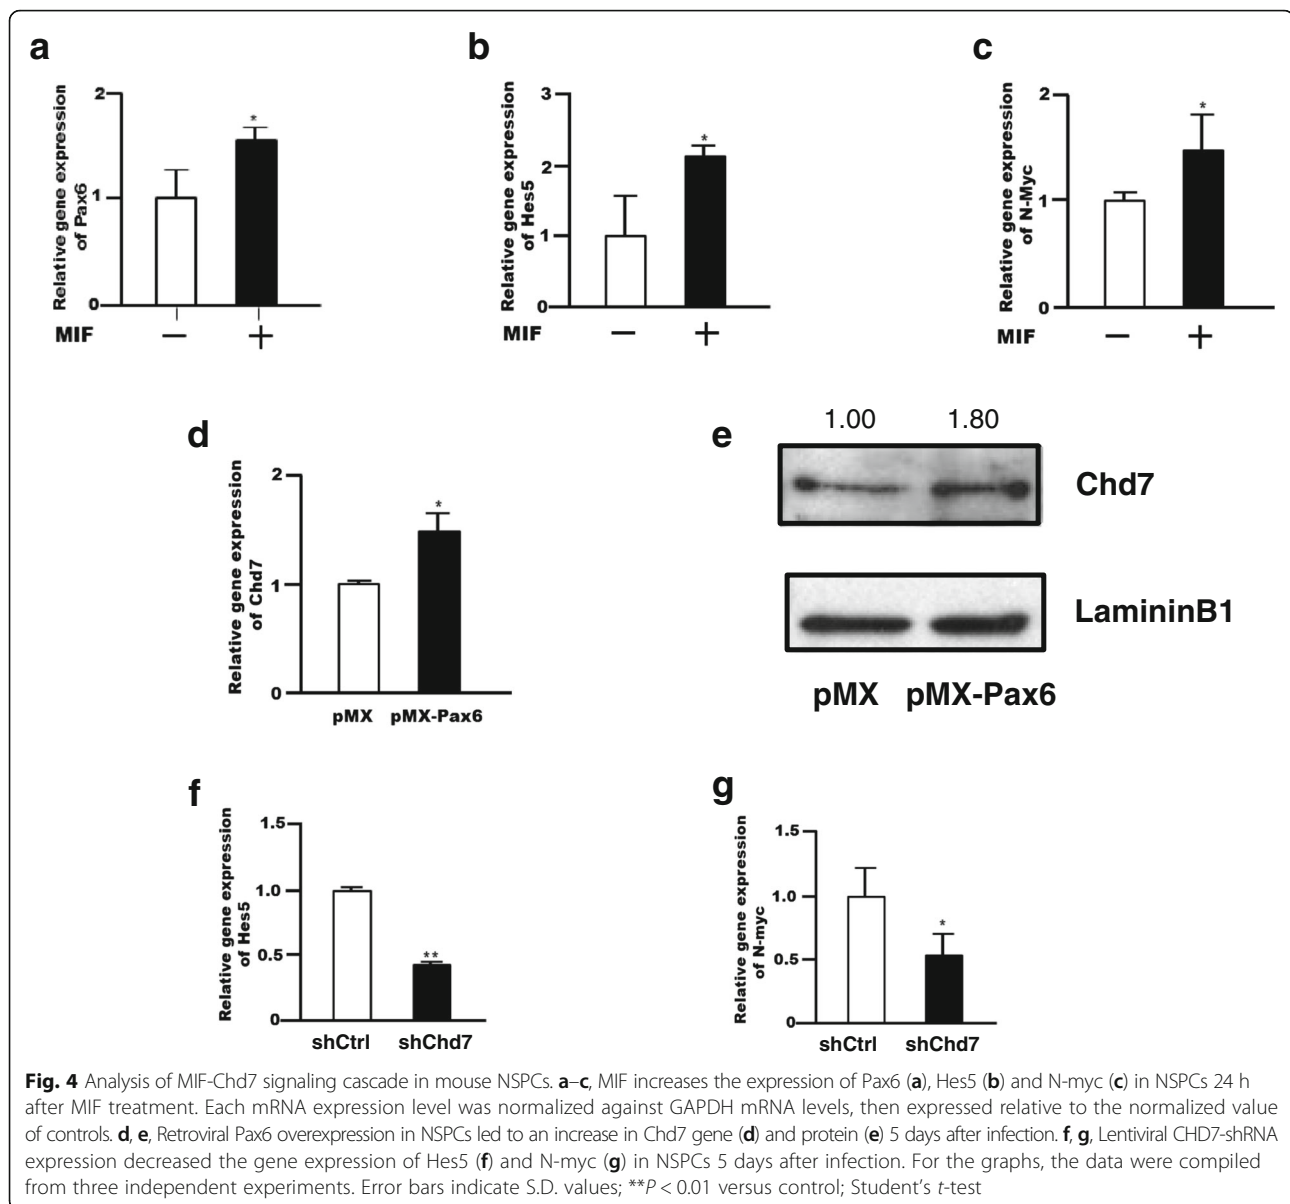 a
Relative gene expression
of Pax6
2
1
0
*
MIF − +
b
Relative gene expression
of Hes5
3
2
1
0
*
MIF − +
c
Relative gene expression
of N-Myc
2
1
0
*
MIF − +
d
Relative gene expression
of Chd7
2
1
0
*
pMX pMX-Pax6
e
1.00 1.80
Chd7
LamininB1
pMX pMX-Pax6
f
Relative gene expression
of Hes5
1.5
1.0
0.5
0
**
shCtrl shChd7
g
Relative gene expression
of N-myc
1.5
1.0
0.5
0
*
shCtrl shChd7
Fig. 4 Analysis of MIF-Chd7 signaling cascade in mouse NSPCs. a–c, MIF increases the expression of Pax6 (a), Hes5 (b) and N-myc (c) in NSPCs 24 h
after MIF treatment. Each mRNA expression level was normalized against GAPDH mRNA levels, then expressed relative to the normalized value
of controls. d, e, Retroviral Pax6 overexpression in NSPCs led to an increase in Chd7 gene (d) and protein (e) 5 days after infection. f, g, Lentiviral CHD7-shRNA
expression decreased the gene expression of Hes5 (f) and N-myc (g) in NSPCs 5 days after infection. For the graphs, the data were compiled
from three independent experiments. Error bars indicate S.D. values; **P < 0.01 versus control; Student's t-test